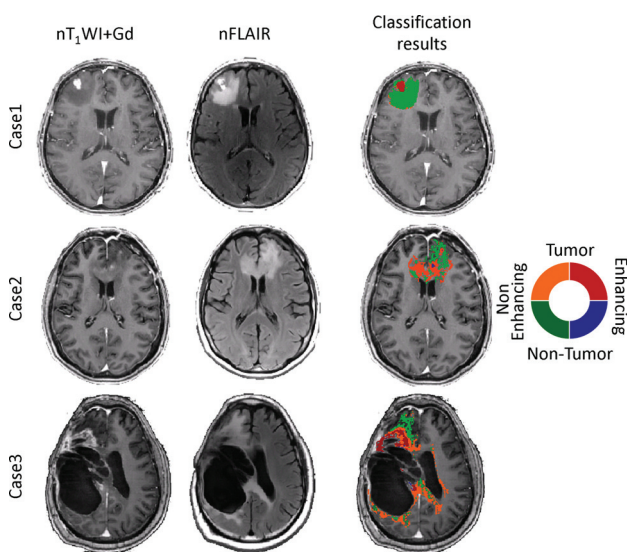 nT₁WI+Gd
nFLAIR
Classification
results
Case1
Case2
Case3
Tumor
Non
Enhancing
Enhancing
Non-Tumor